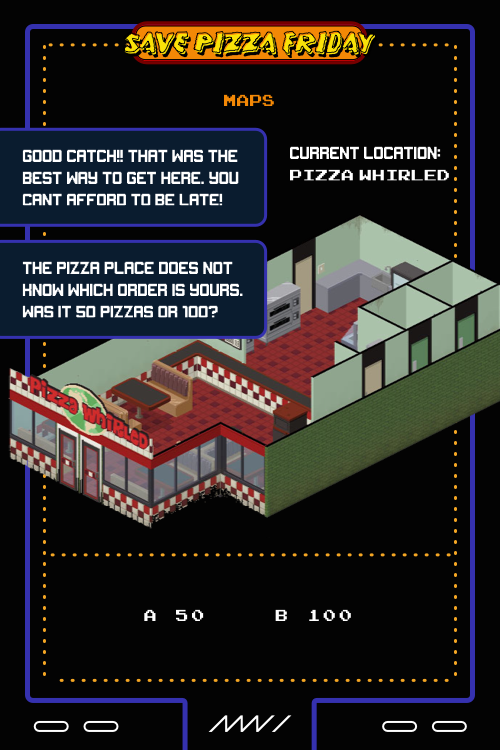 SAVE PIZZA FRIDAY
MAPS
GOOD CATCH!! THAT WAS THE
BEST WAY TO GET HERE. YOU
CANT AFFORD TO BE LATE!
CURRENT LOCATION:
PIZZA WHIRLED
THE PIZZA PLACE DOES NOT
KNOW WHICH ORDER IS YOURS.
WAS IT 50 PIZZAS OR 100?
Pizza WhIRLED
A 50 B 100